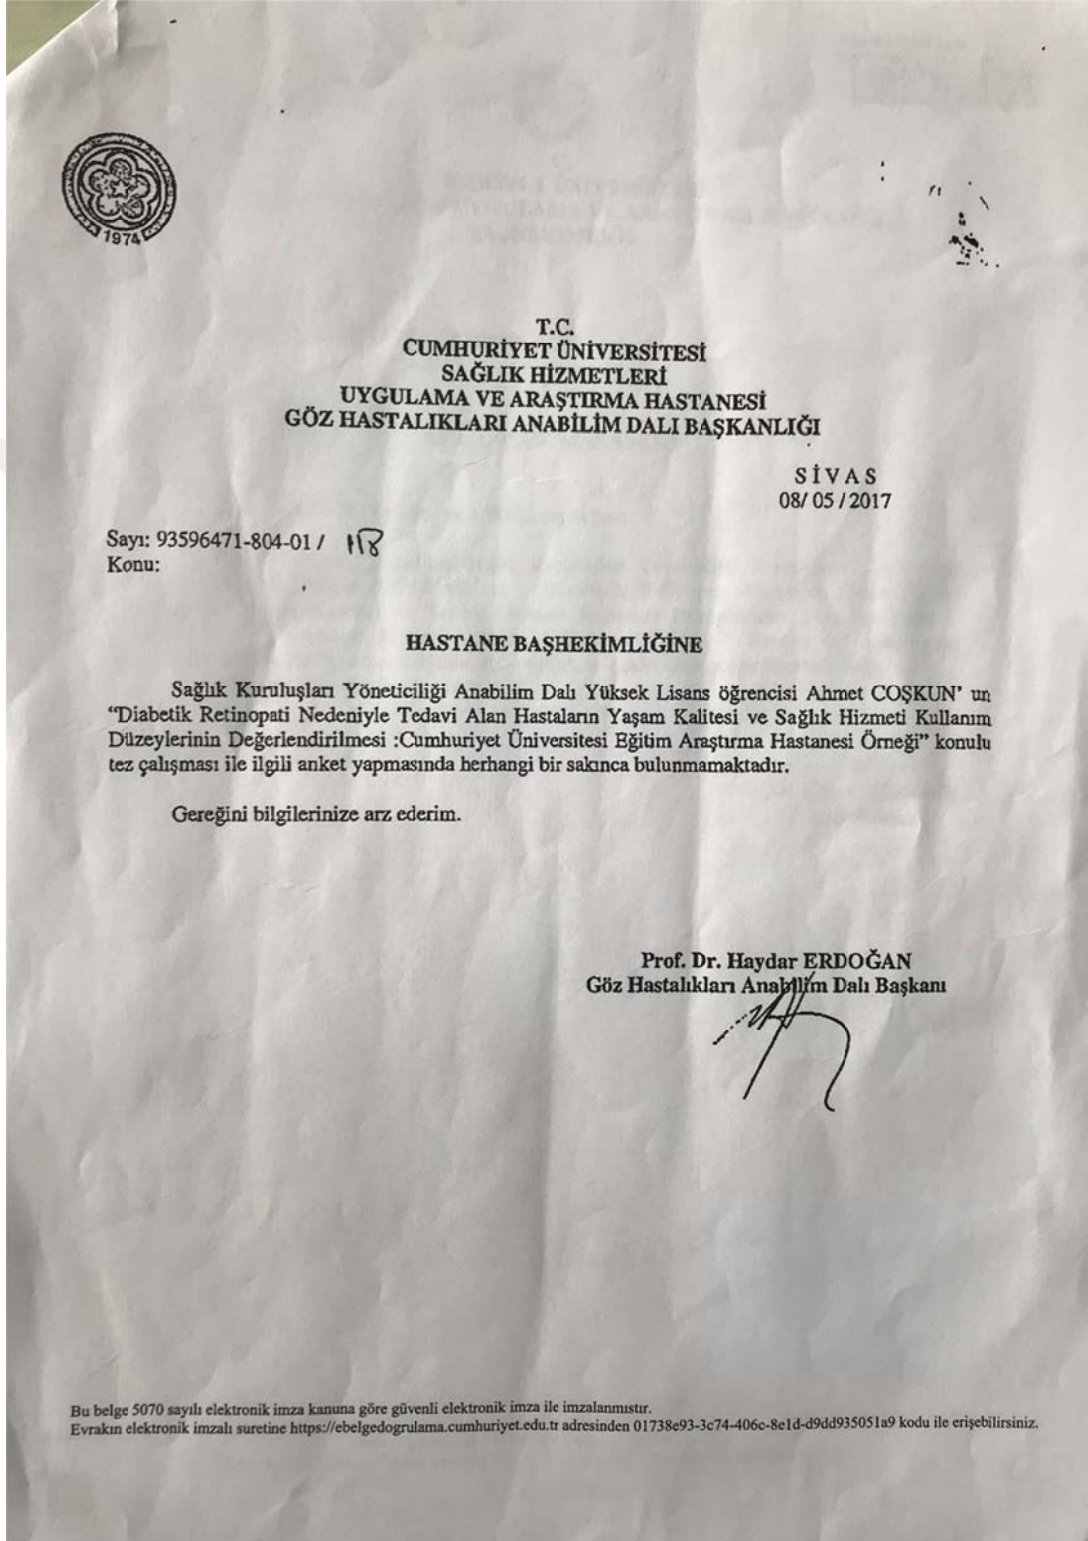 1974
T.C.
CUMHURİYET ÜNİVERSİTESİ
SAĞLIK HİZMETLERİ
UYGULAMA VE ARAŞTIRMA HASTANESİ
GÖZ HASTALIKLARI ANABİLİM DALI BAŞKANLIĞI
SİVAS
08/ 05 / 2017
Sayı: 93596471-804-01 / 118
Konu:
HASTANE BAŞHEKİMLİĞİNE
Sağlık Kuruluşları Yöneticiliği Anabilim Dalı Yüksek Lisans öğrencisi Ahmet COŞKUN' un
“Diabetik Retinopati Nedeniyle Tedavi Alan Hastaların Yaşam Kalitesi ve Sağlık Hizmeti Kullanım
Düzeylerinin Değerlendirilmesi :Cumhuriyet Üniversitesi Eğitim Araştırma Hastanesi Örneği” konulu
tez çalışması ile ilgili anket yapmasında herhangi bir sakınca bulunmamaktadır.
Gereğini bilgilerinize arz ederim.
Prof. Dr. Haydar ERDOĞAN
Göz Hastalıkları Anabilim Dalı Başkanı
Bu belge 5070 sayılı elektronik imza kanuna göre güvenli elektronik imza ile imzalanmıstır.
Evrakın elektronik imzalı suretine https://ebelgedogrulama.cumhuriyet.edu.tr adresinden 01738e93-3c74-406c-8e1d-d9dd935051a9 kodu ile erişebilirsiniz.